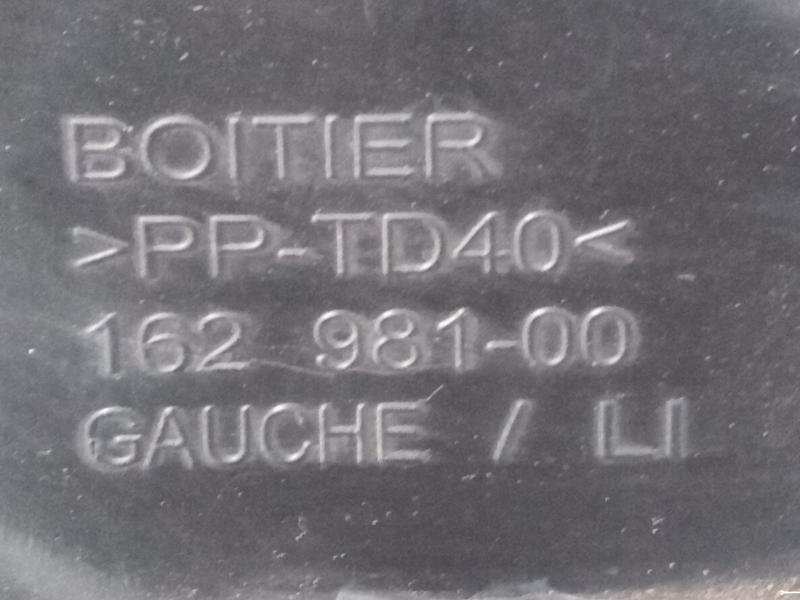 BOITIER
>PP-TD40<
162 981-00
GAUCHE / LI